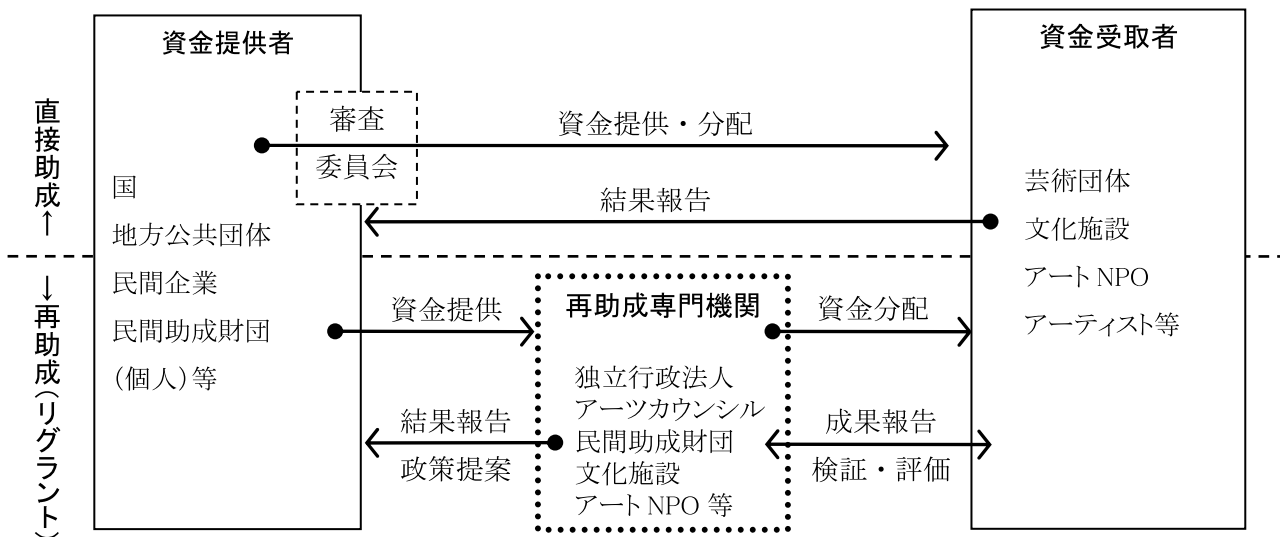 資金提供者
資金受取者
直接助成↑
審査
委員会
資金提供・分配
結果報告
国
地方公共団体
民間企業
民間助成財団
（個人）等
芸術団体
文化施設
アート NPO
アーティスト等
↓再助成（リグラント）
資金提供
再助成専門機関
資金分配
独立行政法人
アーツカウンシル
民間助成財団
文化施設
アート NPO 等
結果報告
政策提案
成果報告
検証・評価